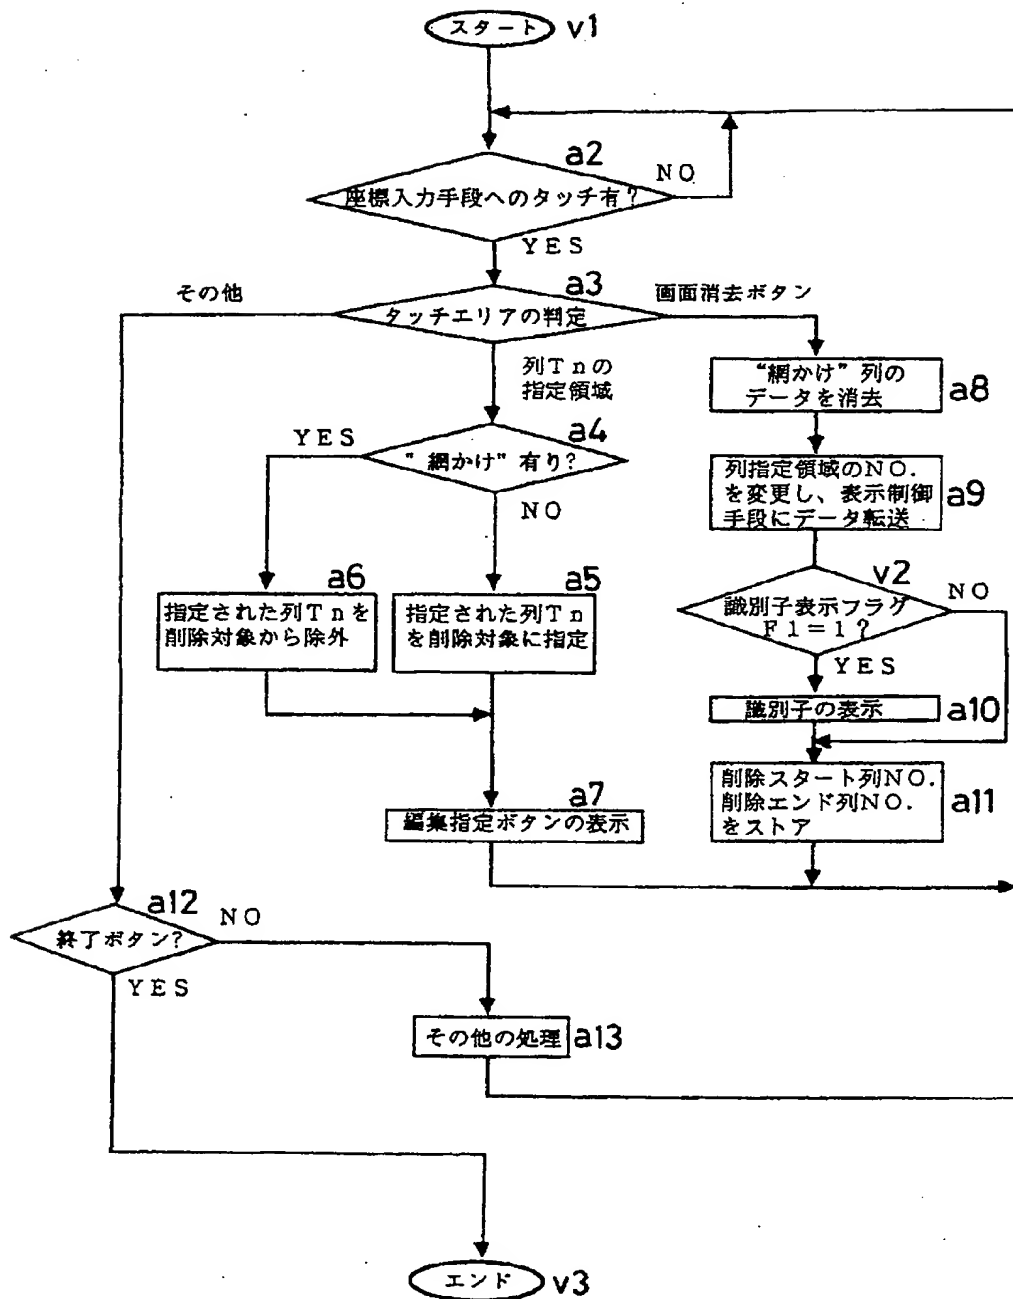 スタート v1
a2
座標入力手段へのタッチ有?
NO
YES
その他
a3
画面消去ボタン
タッチエリアの判定
列Tnの
指定領域
"網かけ"列の
データを消去
a8
YES
a4
"網かけ"有り?
NO
列指定領域のNO.
を変更し、表示制御
手段にデータ転送
a9
a6
指定された列Tnを
削除対象から除外
a5
指定された列Tn
を削除対象に指定
v2
NO
識別子表示フラグ
F1=1?
YES
識別子の表示
a10
a7
編集指定ボタンの表示
削除スタート列NO.
削除エンド列NO.
をストア
a11
a12
NO
終了ボタン?
YES
その他の処理 a13
エンド v3